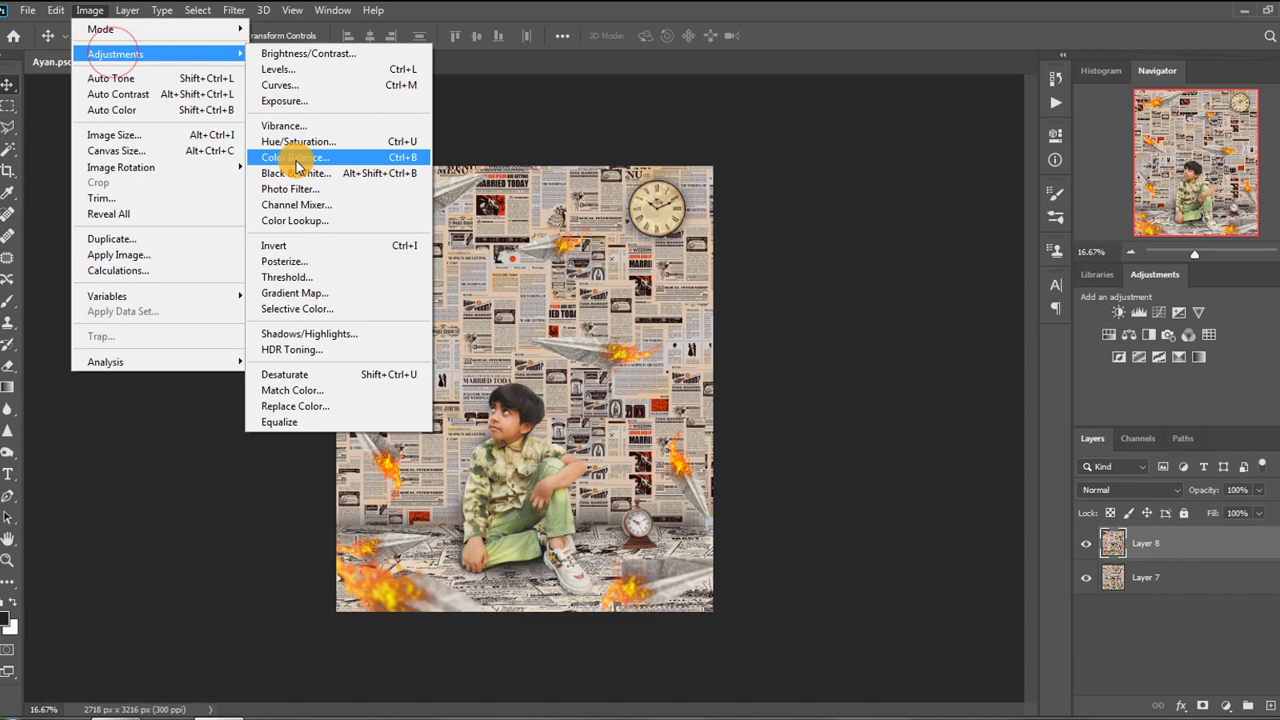 File Edit Image Layer Type Select Filter 3D View Window Help
nsform Controls 3D Mode:
Ayan.ps
Mode
Adjustments
Auto Tone Shift+Ctrl+L
Auto Contrast Alt+Shift+Ctrl+L
Auto Color Shift+Ctrl+B
Image Size... Alt+Ctrl+I
Canvas Size... Alt+Ctrl+C
Image Rotation
Crop
Trim...
Reveal All
Duplicate...
Apply Image...
Calculations...
Variables
Apply Data Set...
Trap...
Analysis
Brightness/Contrast...
Levels... Ctrl+L
Curves... Ctrl+M
Exposure...
Vibrance...
Hue/Saturation... Ctrl+U
Color Balance... Ctrl+B
Black & White... Alt+Shift+Ctrl+B
Photo Filter...
Channel Mixer...
Color Lookup...
Invert Ctrl+I
Posterize...
Threshold...
Gradient Map...
Selective Color...
Shadows/Highlights...
HDR Toning...
Desaturate Shift+Ctrl+U
Match Color...
Replace Color...
Equalize
MARRIED TODAY
MARRIED TODA
Histogram Navigator
16.67%
Libraries Adjustments
Add an adjustment
Layers Channels Paths
Kind
Normal Opacity: 100%
Lock: Fill: 100%
Layer 8
Layer 7
16.67% 2718 px x 3216 px (300 ppi)